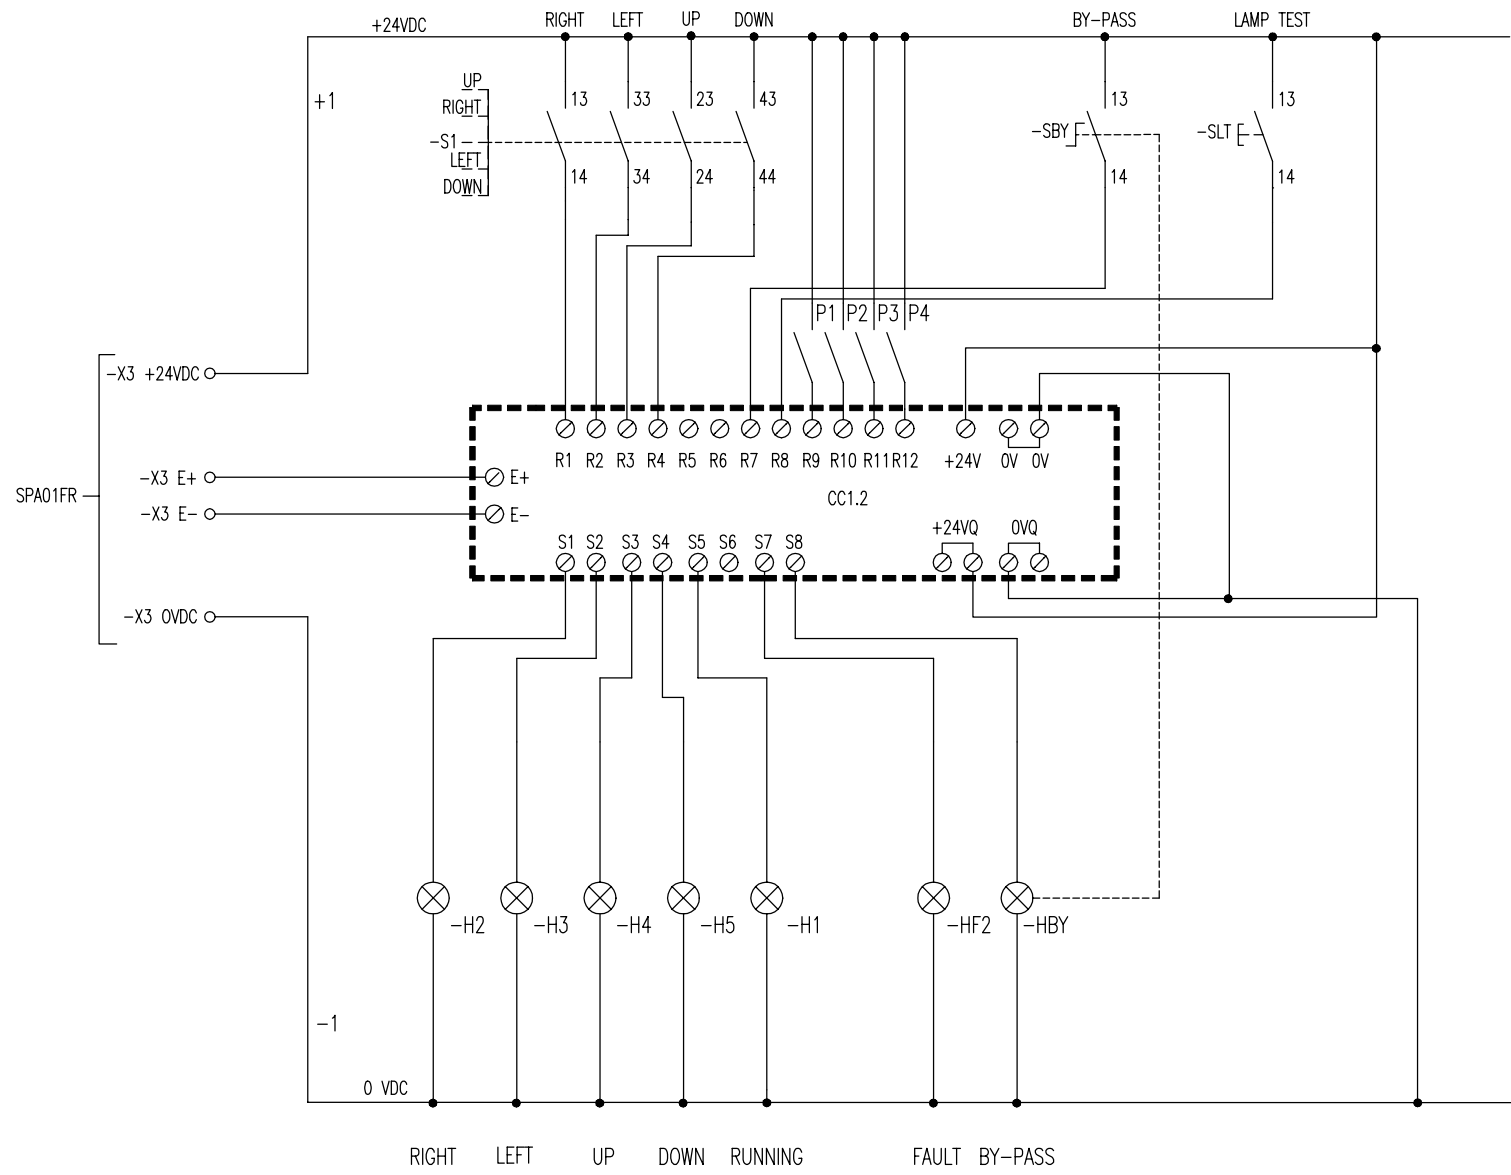 +24VDC
RIGHT LEFT UP DOWN BY-PASS LAMP TEST
+1
UP
RIGHT
-S1
LEFT
DOWN
13 33 23 43 13 13
-SBY -SLT
14 34 24 44 14 14
P1 P2 P3 P4
-X3 +24VDC
-X3 E+
SPA01FR
-X3 E-
-X3 0VDC
R1 R2 R3 R4 R5 R6 R7 R8 R9 R10 R11 R12 +24V 0V 0V
E+
CC1.2
E-
+24VQ 0VQ
S1 S2 S3 S4 S5 S6 S7 S8
-H2 -H3 -H4 -H5 -H1 -HF2 -HBY
-1
0 VDC
RIGHT LEFT UP DOWN RUNNING FAULT BY-PASS